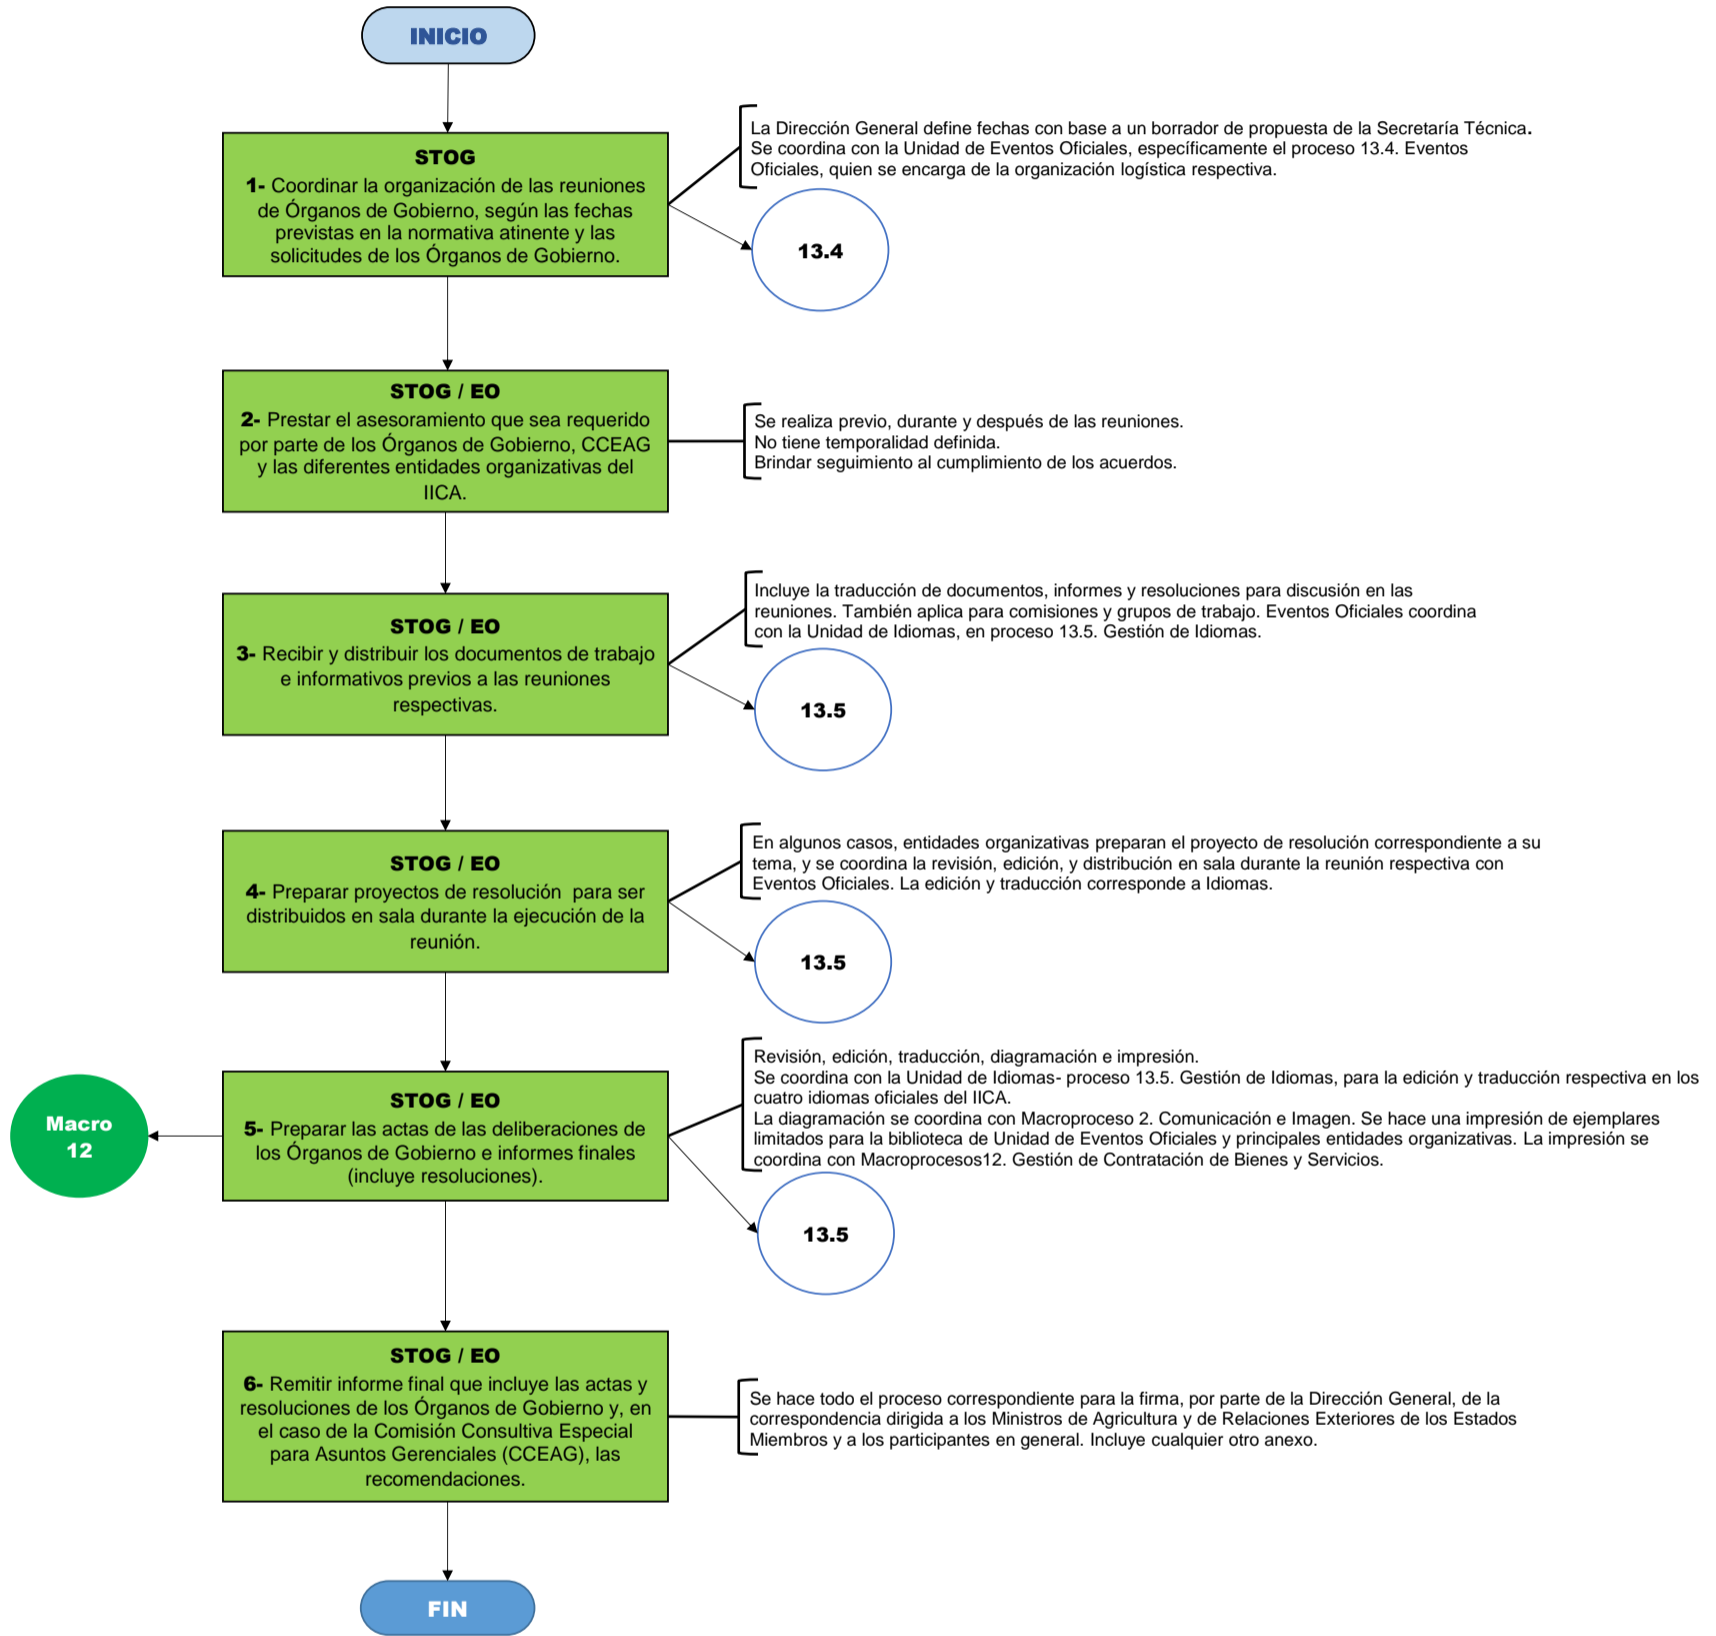 INICIO
STOG
1- Coordinar la organización de las reuniones
de Órganos de Gobierno, según las fechas
previstas en la normativa atinente y las
solicitudes de los Órganos de Gobierno.
La Dirección General define fechas con base a un borrador de propuesta de la Secretaría Técnica.
Se coordina con la Unidad de Eventos Oficiales, específicamente el proceso 13.4. Eventos
Oficiales, quien se encarga de la organización logística respectiva.
13.4
STOG / EO
2- Prestar el asesoramiento que sea requerido
por parte de los Órganos de Gobierno, CCEAG
y las diferentes entidades organizativas del
IICA.
Se realiza previo, durante y después de las reuniones.
No tiene temporalidad definida.
Brindar seguimiento al cumplimiento de los acuerdos.
STOG / EO
3- Recibir y distribuir los documentos de trabajo
e informativos previos a las reuniones
respectivas.
Incluye la traducción de documentos, informes y resoluciones para discusión en las
reuniones. También aplica para comisiones y grupos de trabajo. Eventos Oficiales coordina
con la Unidad de Idiomas, en proceso 13.5. Gestión de Idiomas.
13.5
STOG / EO
4- Preparar proyectos de resolución  para ser
distribuidos en sala durante la ejecución de la
reunión.
En algunos casos, entidades organizativas preparan el proyecto de resolución correspondiente a su
tema, y se coordina la revisión, edición, y distribución en sala durante la reunión respectiva con
Eventos Oficiales. La edición y traducción corresponde a Idiomas.
13.5
Macro
12
STOG / EO
5- Preparar las actas de las deliberaciones de
los Órganos de Gobierno e informes finales
(incluye resoluciones).
Revisión, edición, traducción, diagramación e impresión.
Se coordina con la Unidad de Idiomas- proceso 13.5. Gestión de Idiomas, para la edición y traducción respectiva en los
cuatro idiomas oficiales del IICA.
La diagramación se coordina con Macroproceso 2. Comunicación e Imagen. Se hace una impresión de ejemplares
limitados para la biblioteca de Unidad de Eventos Oficiales y principales entidades organizativas. La impresión se
coordina con Macroprocesos12. Gestión de Contratación de Bienes y Servicios.
13.5
STOG / EO
6- Remitir informe final que incluye las actas y
resoluciones de los Órganos de Gobierno y, en
el caso de la Comisión Consultiva Especial
para Asuntos Gerenciales (CCEAG), las
recomendaciones.
Se hace todo el proceso correspondiente para la firma, por parte de la Dirección General, de la
correspondencia dirigida a los Ministros de Agricultura y de Relaciones Exteriores de los Estados
Miembros y a los participantes en general. Incluye cualquier otro anexo.
FIN